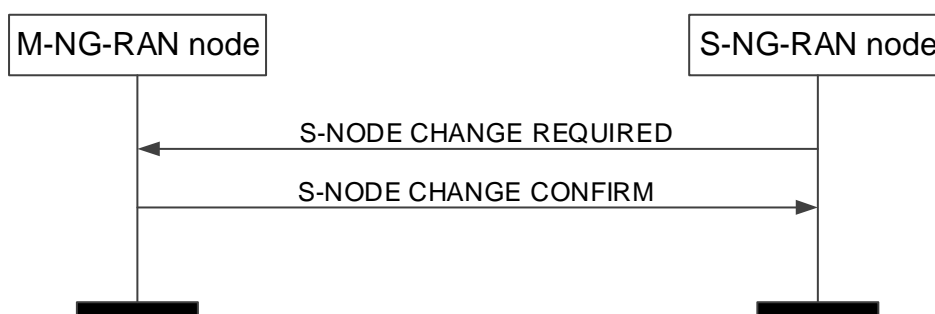 M-NG-RAN node
S-NG-RAN node
S-NODE CHANGE REQUIRED
S-NODE CHANGE CONFIRM